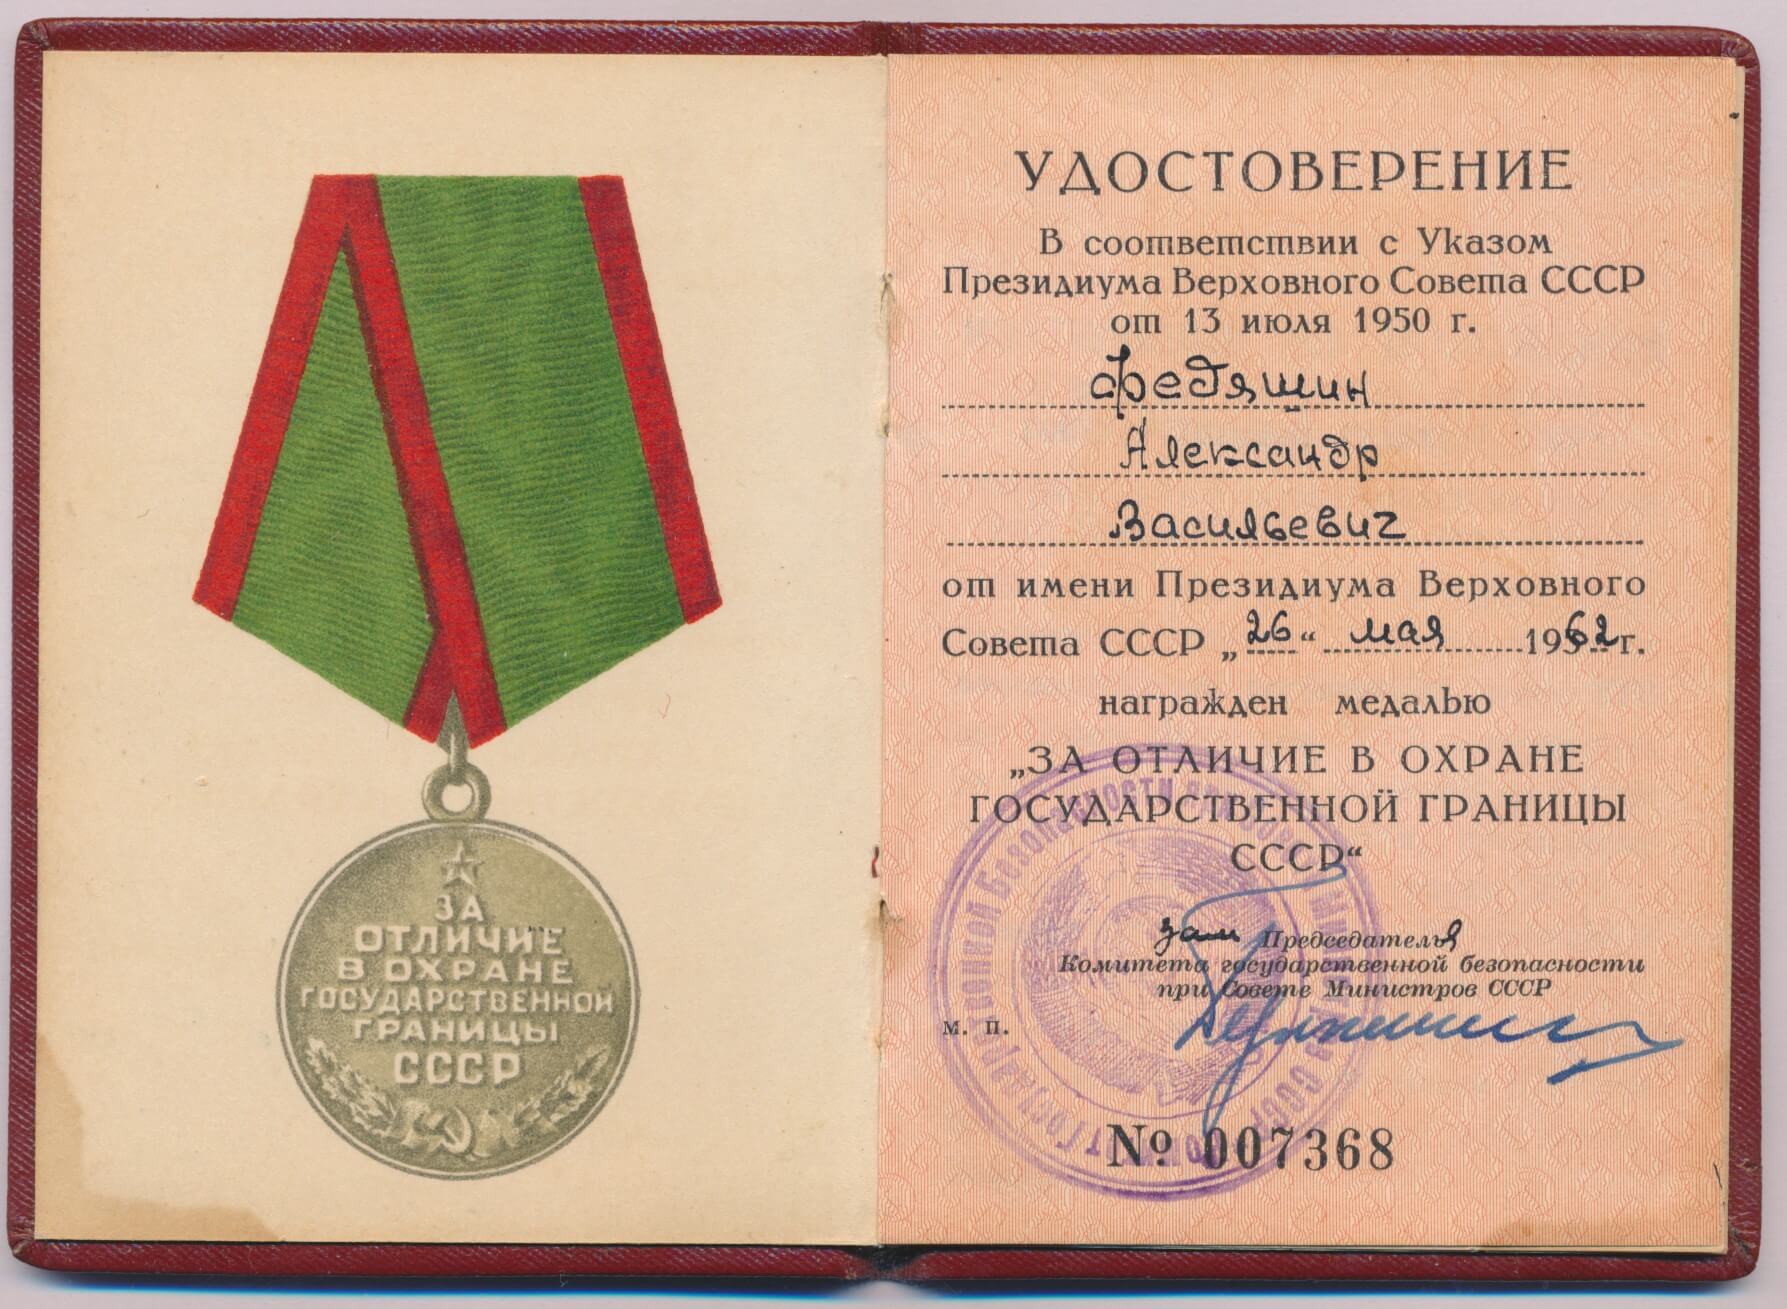 ЗА
ОТЛИЧИЕ
В ОХРАНЕ
ГОСУДАРСТВЕННОЙ
ГРАНИЦЫ
СССР
УДОСТОВЕРЕНИЕ
В соответствии с Указом
Президиума Верховного Совета СССР
от 13 июля 1950 г.
Федяшин
Александр
Васильевич
от имени Президиума Верховного
Совета СССР „26“ мая 1962 г.
награжден медалью
„ЗА ОТЛИЧИЕ В ОХРАНЕ
ГОСУДАРСТВЕННОЙ ГРАНИЦЫ
СССР“
зам Председателья
Комитета государственной безопасности
при Совете Министров СССР
м. п.
№ 007368